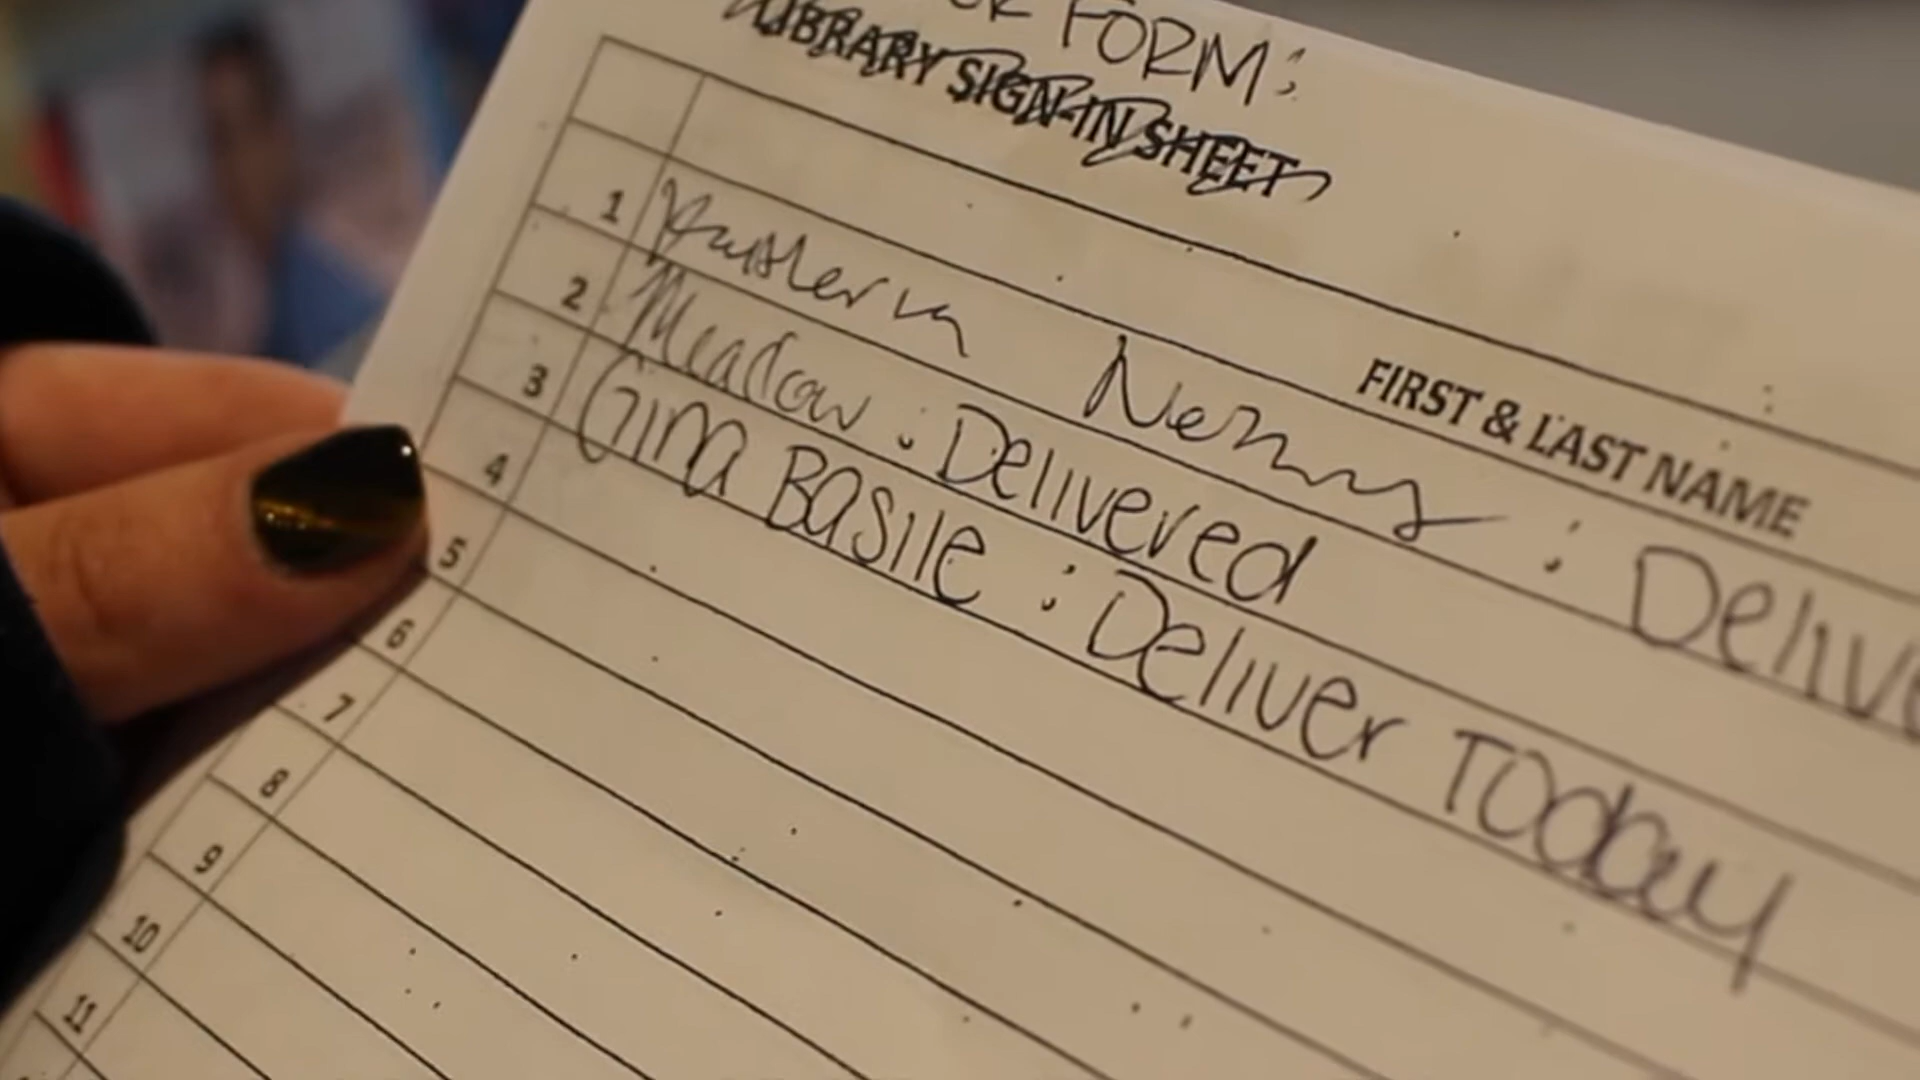 FORM:
LIBRARY SIGN-IN SHEET
FIRST & LAST NAME
1 : Delive
2 Meadow : Delivered
3 Gina Basile : Deliver Today
4
5
6
7
8
9
10
11